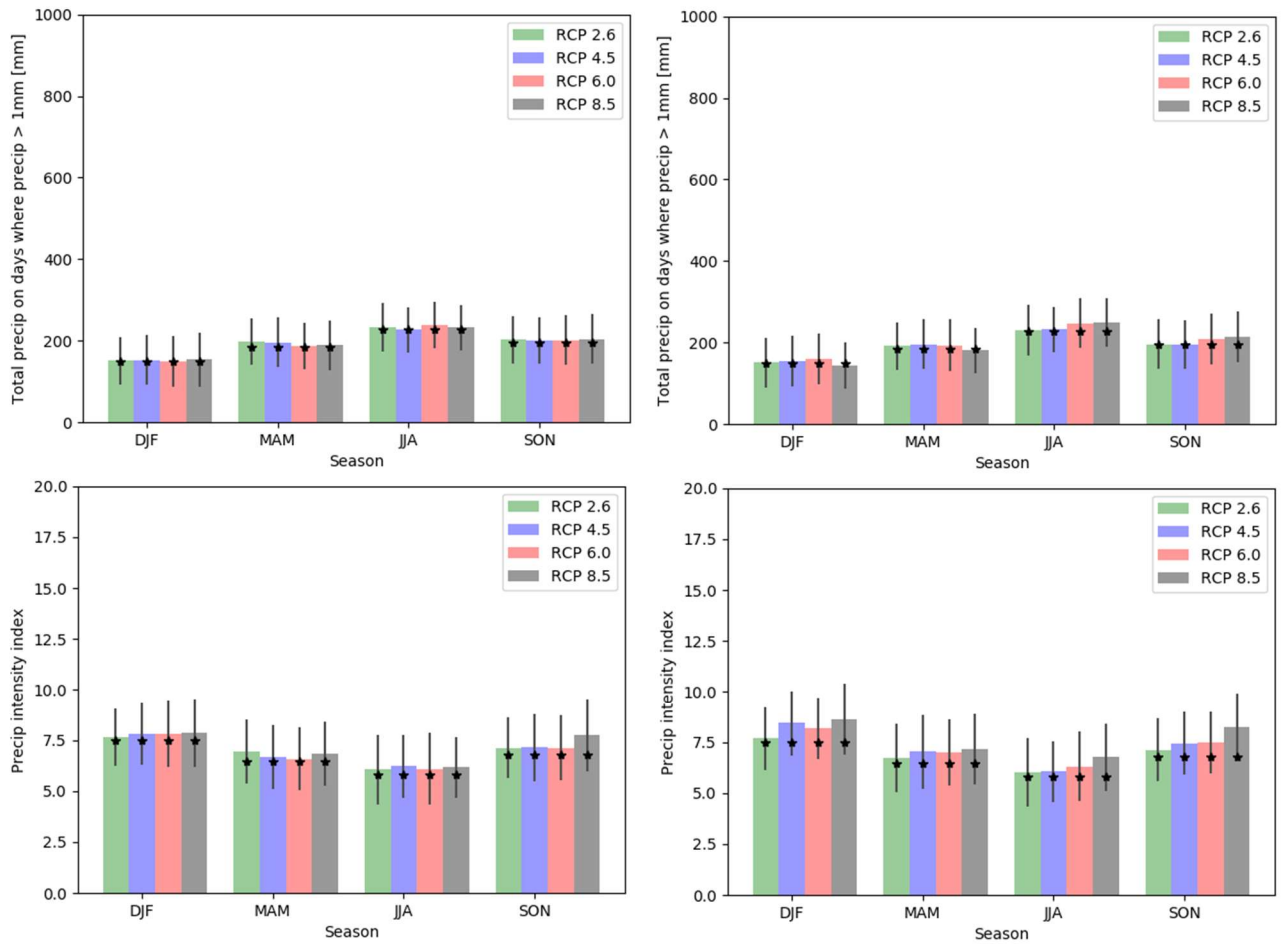 Total precip on days where precip > 1mm [mm]
1000
800
600
400
200
0
RCP 2.6
RCP 4.5
RCP 6.0
RCP 8.5
DJF
MAM
JJA
SON
Season
Total precip on days where precip > 1mm [mm]
1000
800
600
400
200
0
RCP 2.6
RCP 4.5
RCP 6.0
RCP 8.5
DJF
MAM
JJA
SON
Season
Precip intensity index
20.0
17.5
15.0
12.5
10.0
7.5
5.0
2.5
0.0
RCP 2.6
RCP 4.5
RCP 6.0
RCP 8.5
DJF
MAM
JJA
SON
Season
Precip intensity index
20.0
17.5
15.0
12.5
10.0
7.5
5.0
2.5
0.0
RCP 2.6
RCP 4.5
RCP 6.0
RCP 8.5
DJF
MAM
JJA
SON
Season